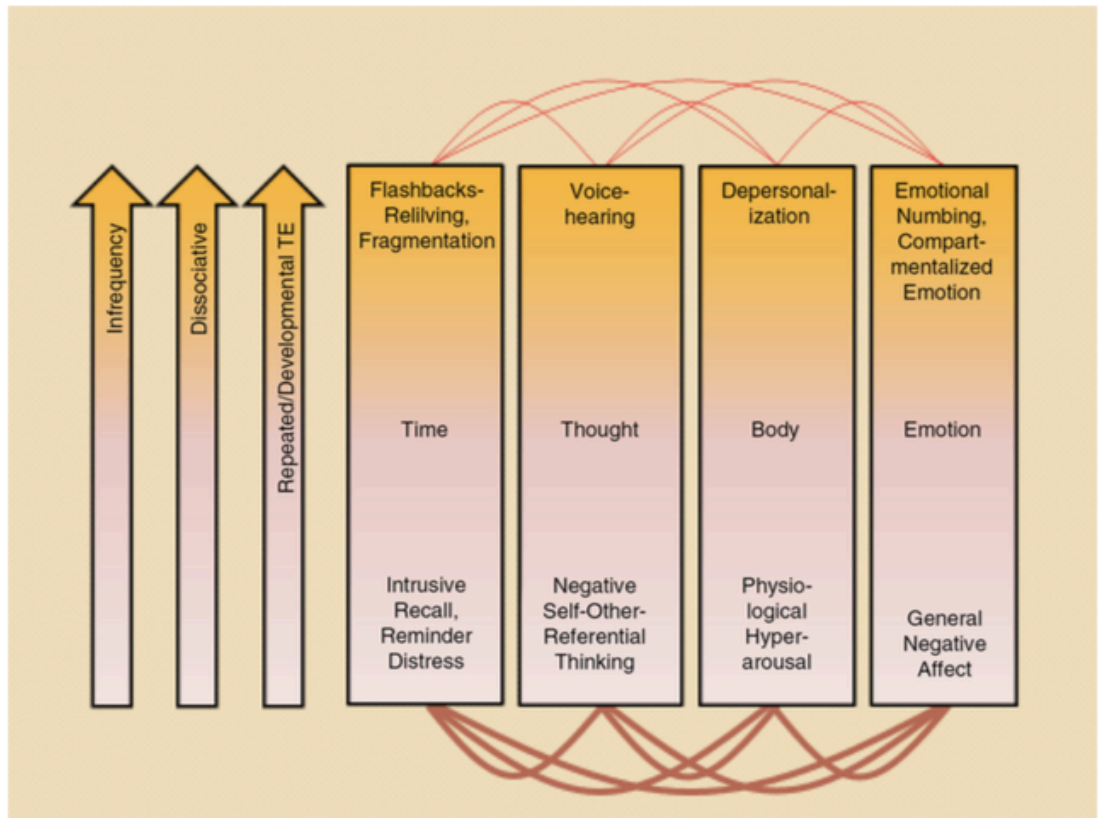 Infrequency
Dissociative
Repeated/Developmental TE
Flashbacks-
Relilving,
Fragmentation
Time
Intrusive
Recall,
Reminder
Distress
Voice-
hearing
Thought
Negative
Self-Other-
Referential
Thinking
Depersonal-
ization
Body
Physio-
logical
Hyper-
arousal
Emotional
Numbing,
Compart-
mentalized
Emotion
Emotion
General
Negative
Affect